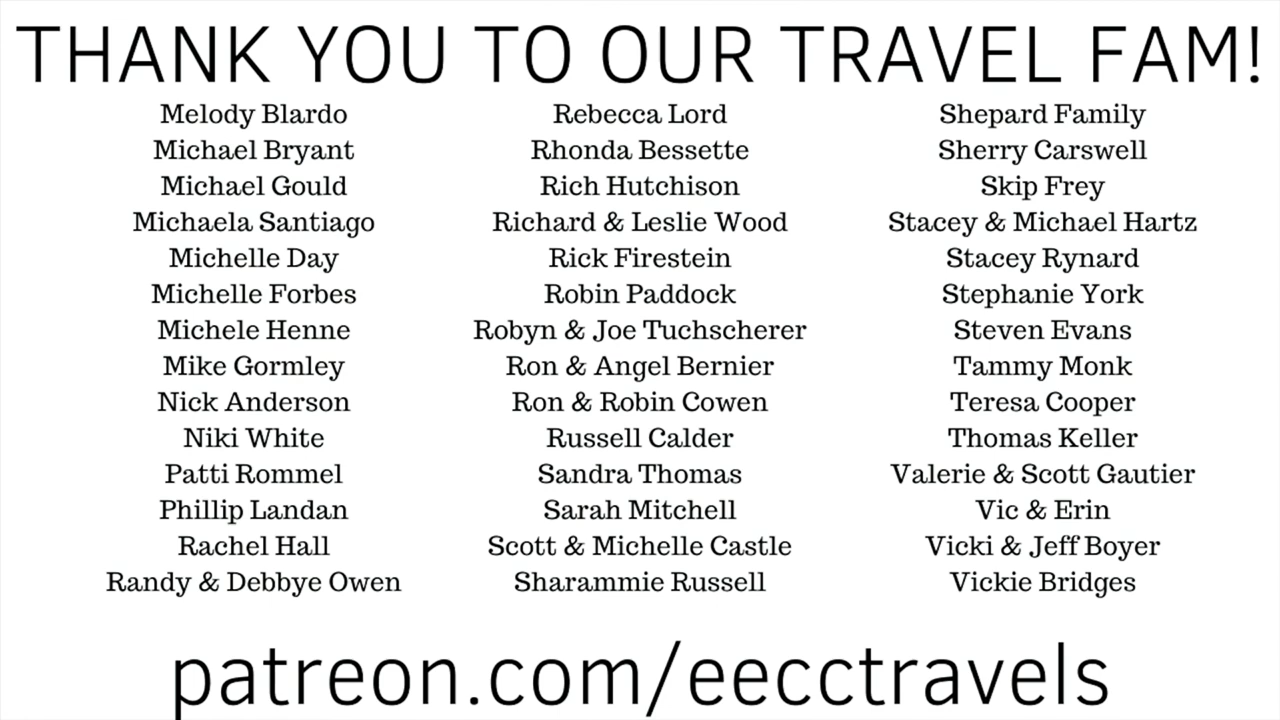 THANK YOU TO OUR TRAVEL FAM!
Melody Blardo
Michael Bryant
Michael Gould
Michaela Santiago
Michelle Day
Michelle Forbes
Michele Henne
Mike Gormley
Nick Anderson
Niki White
Patti Rommel
Phillip Landan
Rachel Hall
Randy & Debbye Owen
Rebecca Lord
Rhonda Bessette
Rich Hutchison
Richard & Leslie Wood
Rick Firestein
Robin Paddock
Robyn & Joe Tuchscherer
Ron & Angel Bernier
Ron & Robin Cowen
Russell Calder
Sandra Thomas
Sarah Mitchell
Scott & Michelle Castle
Sharammie Russell
Shepard Family
Sherry Carswell
Skip Frey
Stacey & Michael Hartz
Stacey Rynard
Stephanie York
Steven Evans
Tammy Monk
Teresa Cooper
Thomas Keller
Valerie & Scott Gautier
Vic & Erin
Vicki & Jeff Boyer
Vickie Bridges
patreon.com/eecctravels